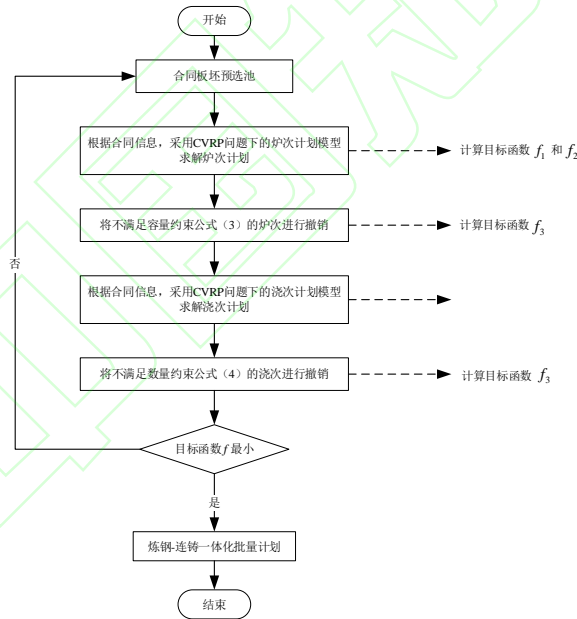 开始
合同板坯预选池
根据合同信息，采用CVRP问题下的炉次计划模型
求解炉次计划
计算目标函数 f₁ 和 f₂
将不满足容量约束公式（3）的炉次进行撤销
计算目标函数 f₃
否
根据合同信息，采用CVRP问题下的浇次计划模型
求解浇次计划
将不满足数量约束公式（4）的浇次进行撤销
计算目标函数 f₃
目标函数f 最小
是
炼钢-连铸一体化批量计划
结束